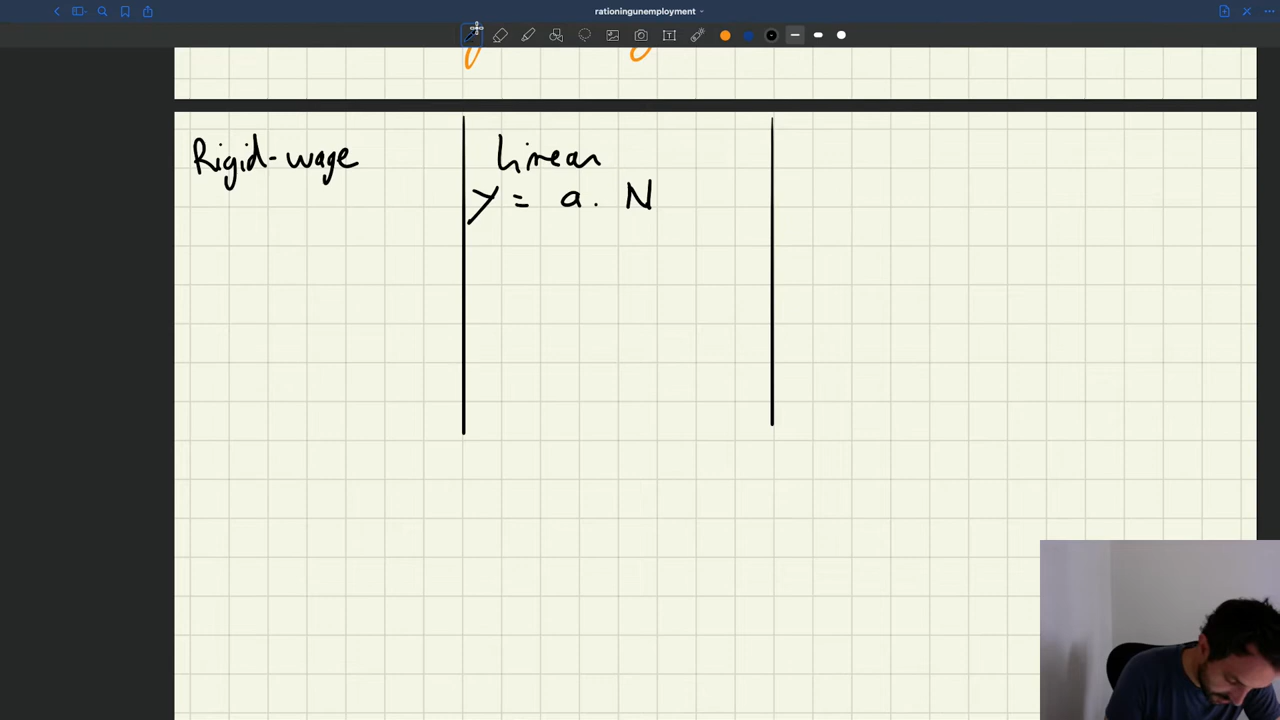 rationingunemployment
Rigid-wage
Linear
y = a. N